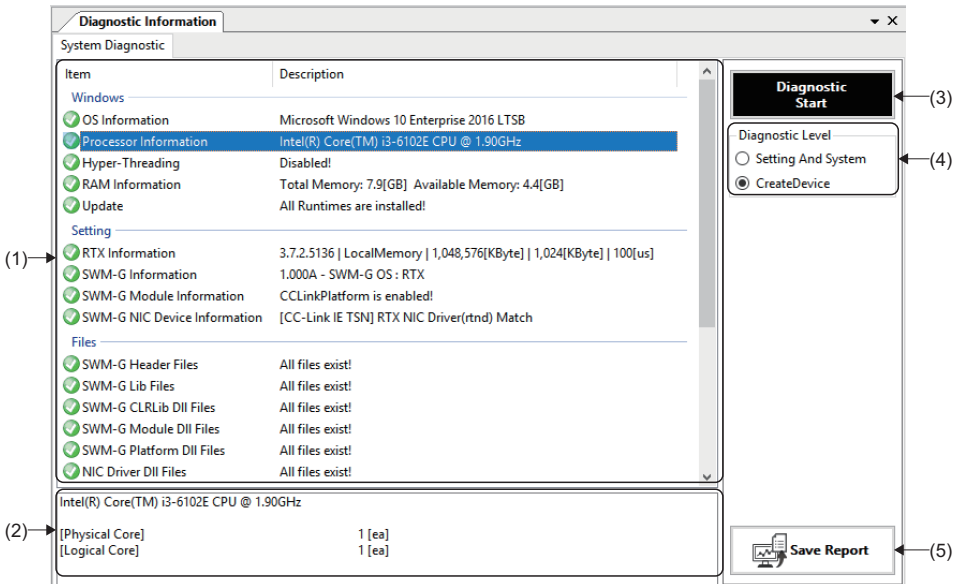 Diagnostic Information
System Diagnostic
Item Description
Windows
OS Information Microsoft Windows 10 Enterprise 2016 LTSB
Processor Information Intel(R) Core(TM) i3-6102E CPU @ 1.90GHz
Hyper-Threading Disabled!
RAM Information Total Memory: 7.9[GB] Available Memory: 4.4[GB]
Update All Runtimes are installed!
Setting
RTX Information 3.7.2.5136 | LocalMemory | 1,048,576[KByte] | 1,024[KByte] | 100[us]
SWM-G Information 1.000A - SWM-G OS : RTX
SWM-G Module Information CCLinkPlatform is enabled!
SWM-G NIC Device Information [CC-Link IE TSN] RTX NIC Driver(rtnd) Match
Files
SWM-G Header Files All files exist!
SWM-G Lib Files All files exist!
SWM-G CLRLib Dll Files All files exist!
SWM-G Module Dll Files All files exist!
SWM-G Platform Dll Files All files exist!
NIC Driver Dll Files All files exist!
(1)
Intel(R) Core(TM) i3-6102E CPU @ 1.90GHz
[Physical Core] 1 [ea]
[Logical Core] 1 [ea]
(2)
Diagnostic
Start
(3)
Diagnostic Level
Setting And System
CreateDevice
(4)
Save Report
(5)